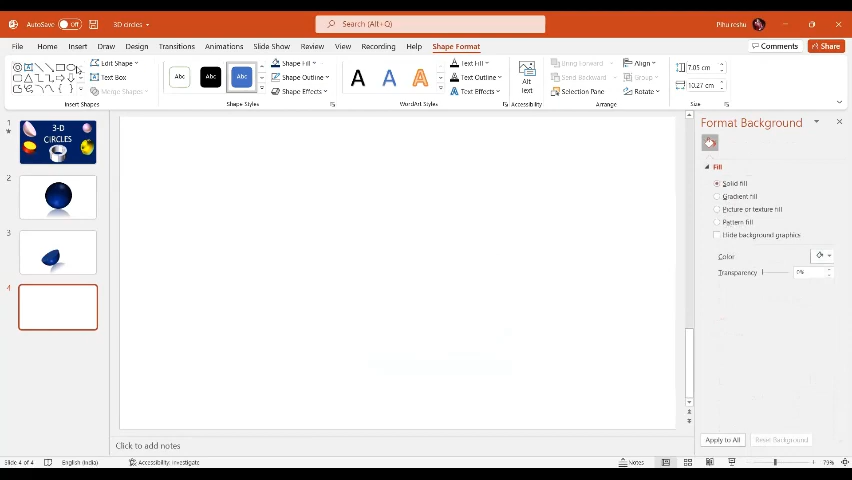 AutoSave Off 3D circles Search (Alt+Q) Pihu reshu
File Home Insert Draw Design Transitions Animations Slide Show Review View Recording Help Shape Format Comments Share
Edit Shape Abc Abc Abc Shape Fill A A A Text Fill Alt Text Bring Forward Align 7.05 cm
Text Box Shape Outline Text Outline Send Backward Group 10.27 cm
Merge Shapes Shape Effects Text Effects Selection Pane Rotate
Insert Shapes Shape Styles WordArt Styles Accessibility Arrange Size
1
3-D
CIRCLES
2
3
4
Format Background
Fill
Solid fill
Gradient fill
Picture or texture fill
Pattern fill
Hide background graphics
Color
Transparency 0%
Apply to All Reset Background
Click to add notes
Slide 4 of 4 English (India) Accessibility: Investigate Notes 79%